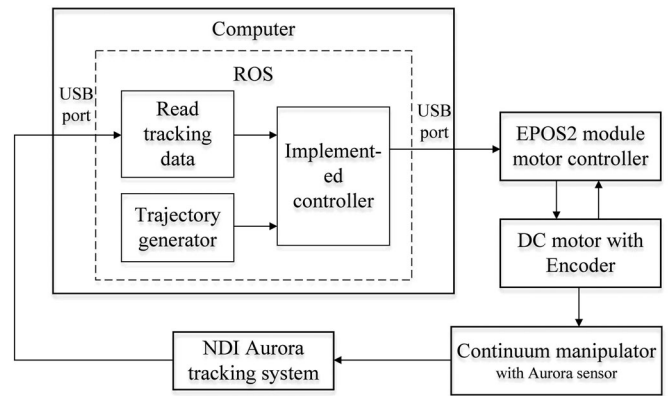 Computer
ROS
USB
port
Read
tracking
data
Implement-
ed
controller
Trajectory
generator
USB
port
EPOS2 module
motor controller
DC motor with
Encoder
Continuum manipulator
with Aurora sensor
NDI Aurora
tracking system